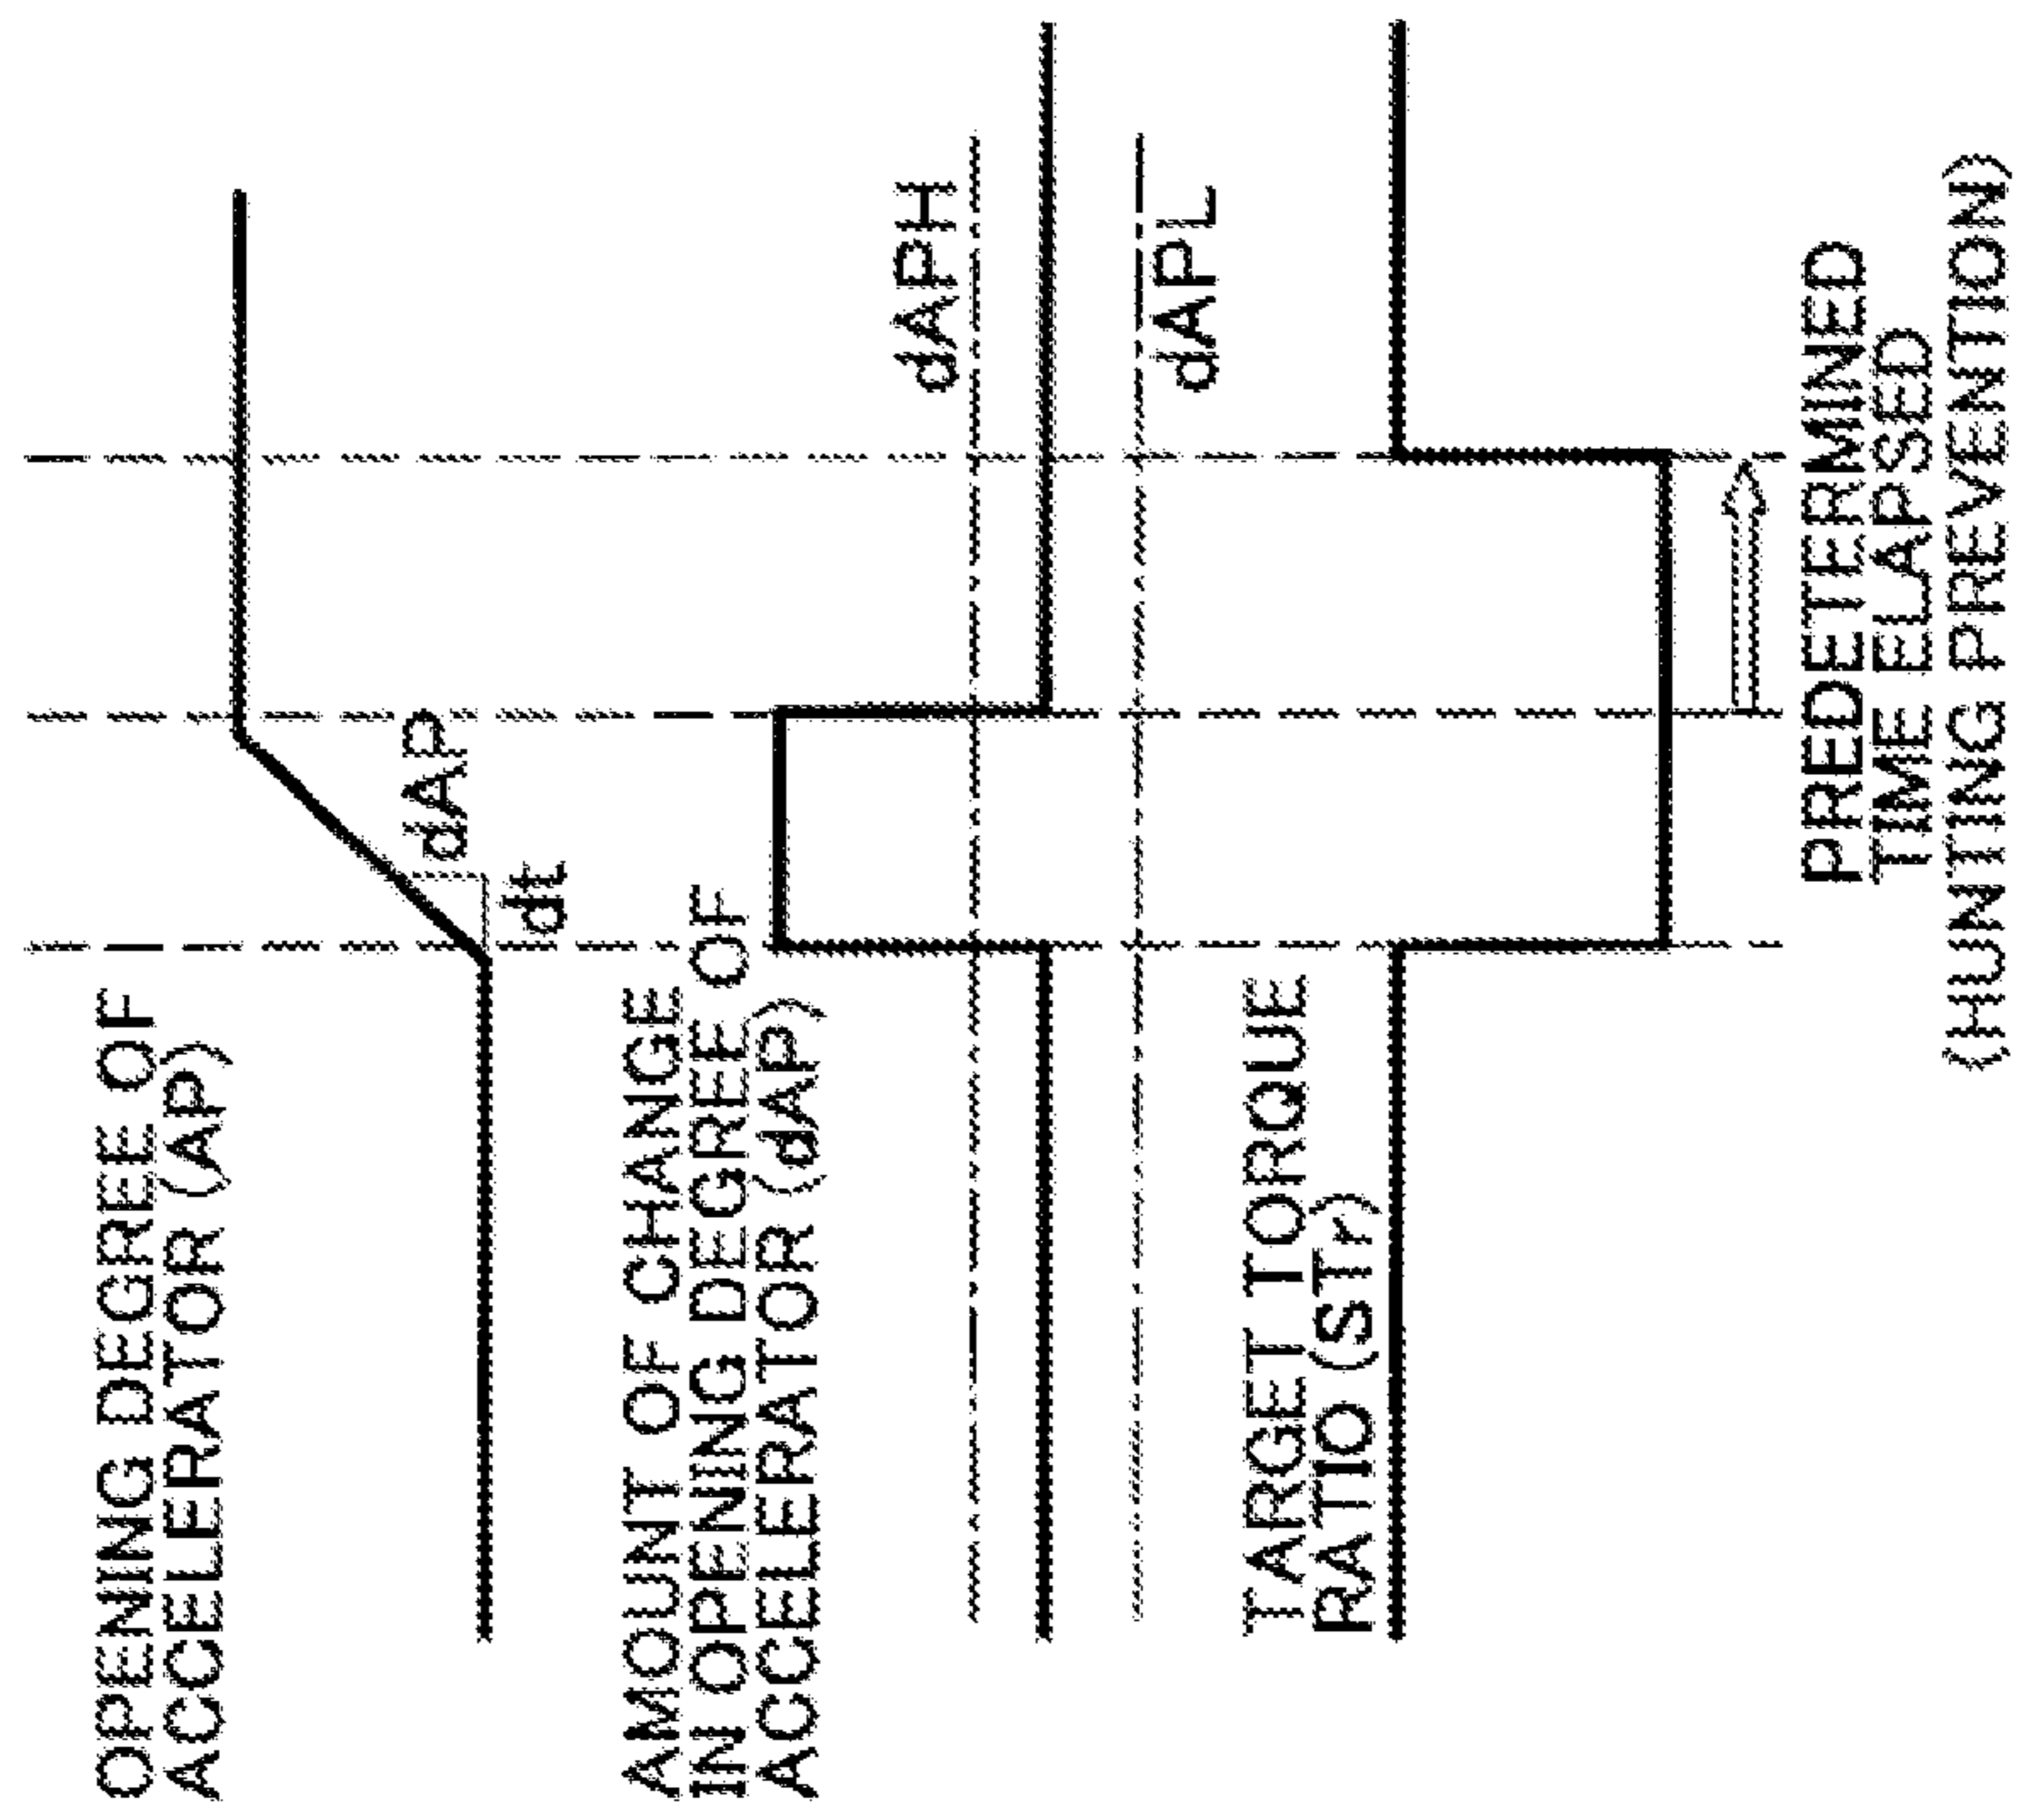 OPENING DEGREE OF
ACCELERATOR (AP)
dAP
dt
AMOUNT OF CHANGE
IN OPENING DEGREE OF
ACCELERATOR (dAP)
dAPH
dAPL
TARGET TORQUE
RATIO (STr)
PREDETERMINED
TIME ELAPSED
(HUNTING PREVENTION)